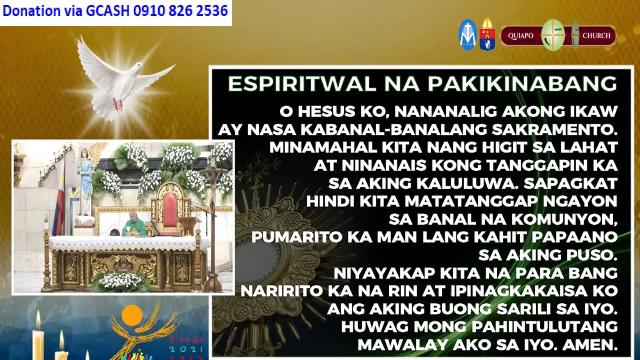 Donation via GCASH 0910 826 2536
QUIAPO CHURCH
ESPIRITWAL NA PAKIKINABANG
O HESUS KO, NANANALIG AKONG IKAW
AY NASA KABANAL-BANALANG SAKRAMENTO.
MINAMAHAL KITA NANG HIGIT SA LAHAT
AT NINANAIS KONG TANGGAPIN KA
SA AKING KALULUWA. SAPAGKAT
HINDI KITA MATATANGGAP NGAYON
SA BANAL NA KOMUNYON,
PUMARITO KA MAN LANG KAHIT PAPAANO
SA AKING PUSO.
NIYAYAKAP KITA NA PARA BANG
NARIRITO KA NA RIN AT IPINAGKAKAISA KO
ANG AKING BUONG SARILI SA IYO.
HUWAG MONG PAHINTULUTANG
MAWALAY AKO SA IYO. AMEN.
2021